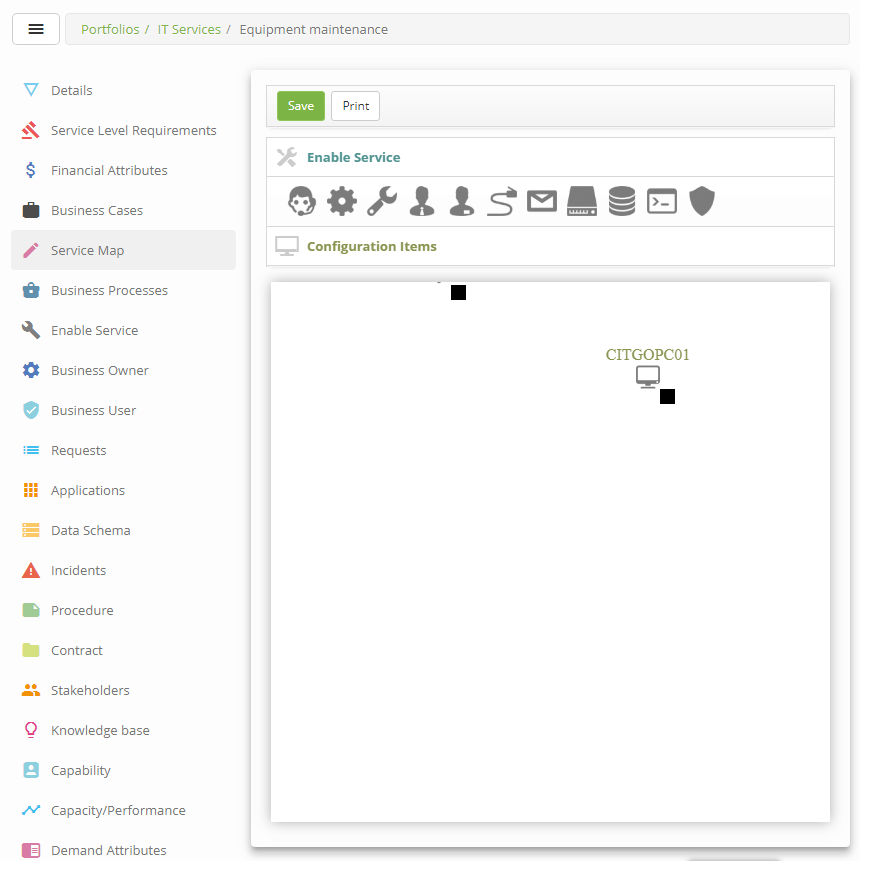 Portfolios / IT Services / Equipment maintenance
Details
Service Level Requirements
Financial Attributes
Business Cases
Service Map
Business Processes
Enable Service
Business Owner
Business User
Requests
Applications
Data Schema
Incidents
Procedure
Contract
Stakeholders
Knowledge base
Capability
Capacity/Performance
Demand Attributes
Save Print
Enable Service
Configuration Items
CITGOPC01